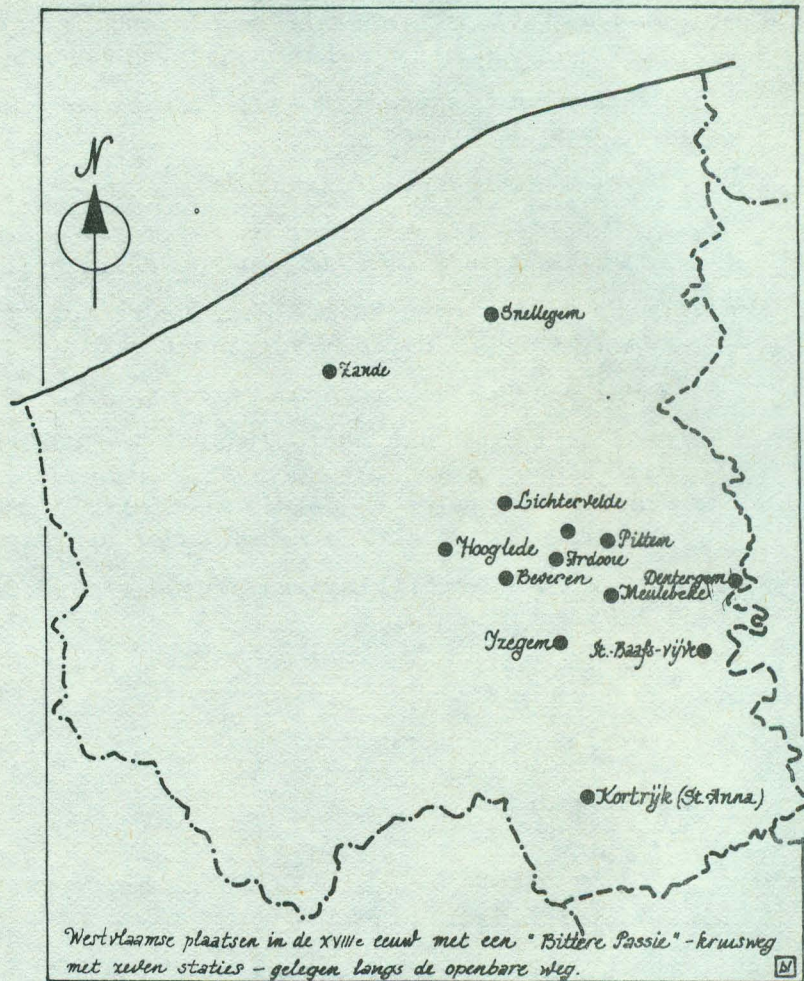 N
Snellegem
Zande
Lichtervelde
Pittem
Hooglede
Ardooie
Beveren
Dentergem
Meulebeke
Izegem
St.-Baafs-vijve
Kortrijk (St.-Anna)
Westvlaamse plaatsen in de XVIIIe eeuw met een "Bittere Passie" - kruisweg
met zeven staties - gelegen langs de openbare weg.